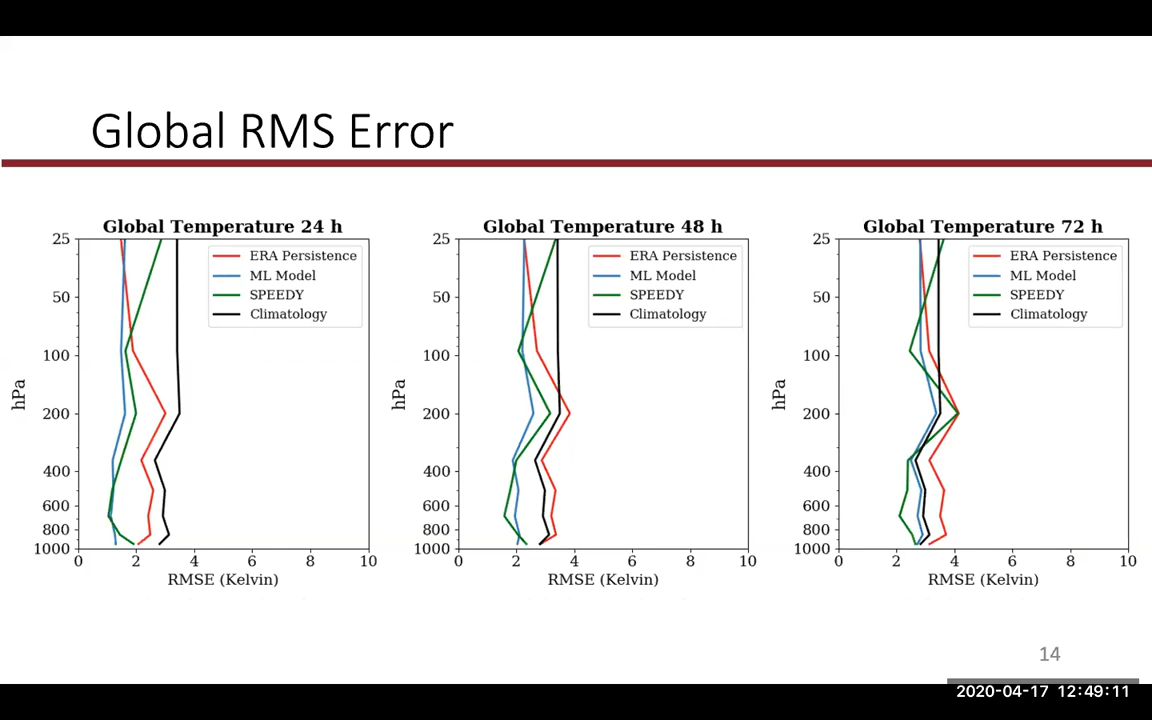 Global RMS Error
Global Temperature 24 h
25
50
100
200
400
600
800
1000
hPa
0 2 4 6 8 10
RMSE (Kelvin)
ERA Persistence
ML Model
SPEEDY
Climatology
Global Temperature 48 h
25
50
100
200
400
600
800
1000
hPa
0 2 4 6 8 10
RMSE (Kelvin)
ERA Persistence
ML Model
SPEEDY
Climatology
Global Temperature 72 h
25
50
100
200
400
600
800
1000
hPa
0 2 4 6 8 10
RMSE (Kelvin)
ERA Persistence
ML Model
SPEEDY
Climatology
14
2020-04-17 12:49:11